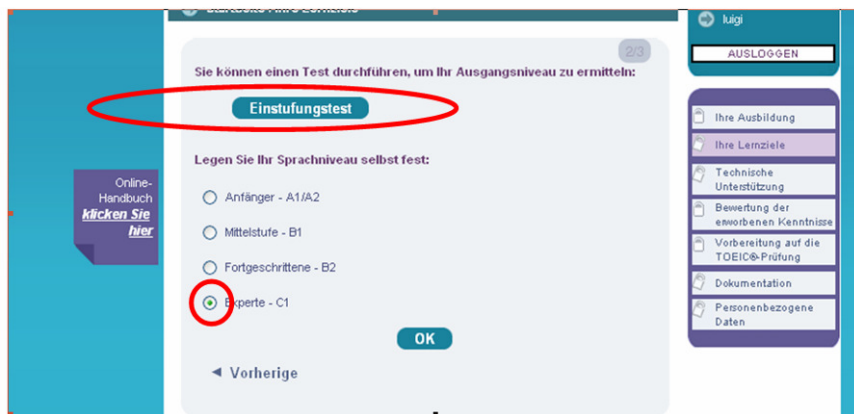 luigi
2/3
AUSLOGGEN
Sie können einen Test durchführen, um Ihr Ausgangsniveau zu ermitteln:
Einstufungstest
Legen Sie Ihr Sprachniveau selbst fest:
Anfänger - A1/A2
Mittelstufe - B1
Fortgeschrittene - B2
Experte - C1
OK
◄ Vorherige
Online-
Handbuch
klicken Sie
hier
Ihre Ausbildung
Ihre Lernziele
Technische
Unterstützung
Bewertung der
erworbenen Kenntnisse
Vorbereitung auf die
TOEIC®-Prüfung
Dokumentation
Personenbezogene
Daten